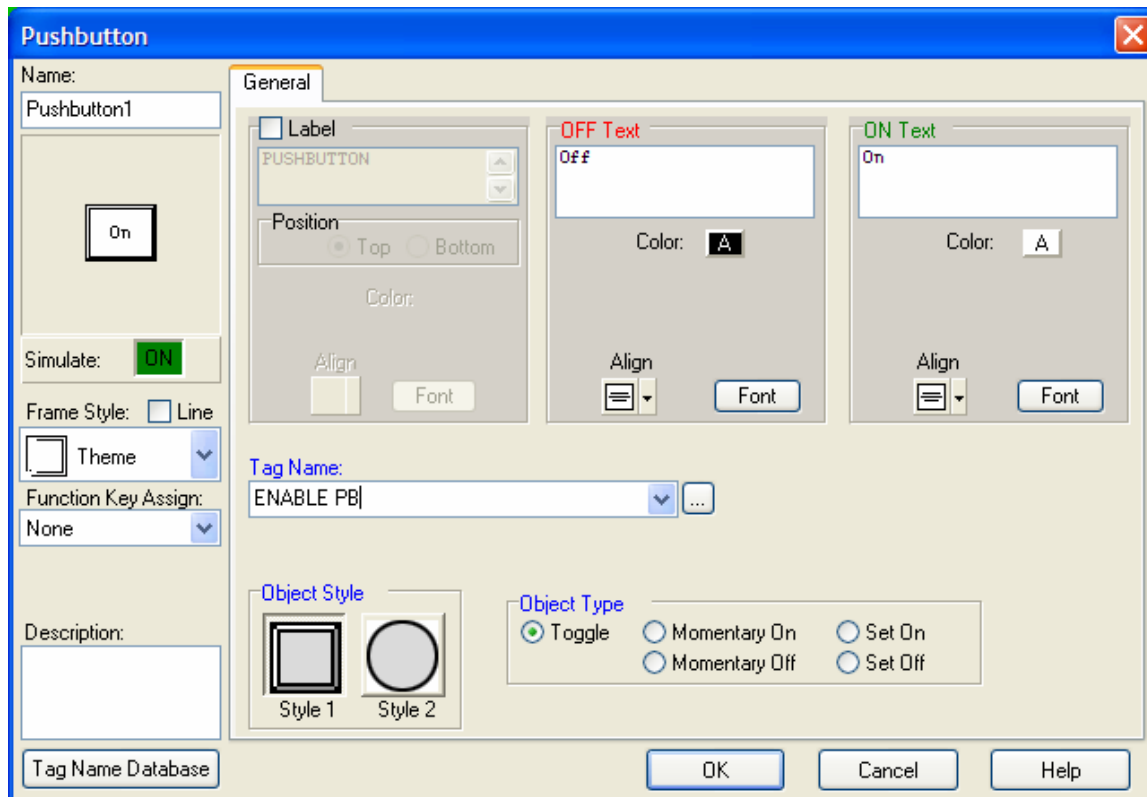 Pushbutton
Name:
Pushbutton1
On
Simulate: ON
Frame Style: Line
Theme
Function Key Assign:
None
Description:
Tag Name Database
General
Label
PUSHBUTTON
Position
Top Bottom
Color:
Align
Font
OFF Text
Off
Color: A
Align
Font
ON Text
On
Color: A
Align
Font
Tag Name:
ENABLE PB
...
Object Style
Style 1 Style 2
Object Type
Toggle Momentary On Set On
Momentary Off Set Off
OK Cancel Help